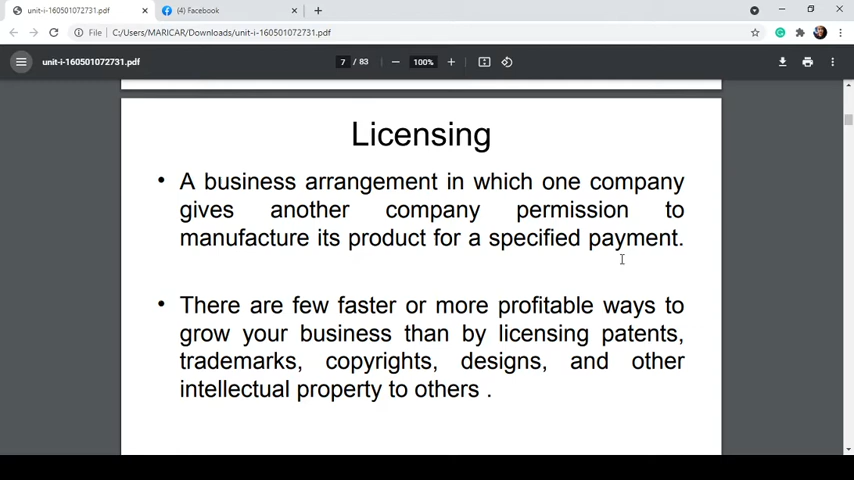 unit-i-160501072731.pdf
(4) Facebook
File | C:/Users/MARICAR/Downloads/unit-i-160501072731.pdf
unit-i-160501072731.pdf
7 / 83
100%
Licensing
• A business arrangement in which one company
gives another company permission to
manufacture its product for a specified payment.
• There are few faster or more profitable ways to
grow your business than by licensing patents,
trademarks, copyrights, designs, and other
intellectual property to others .